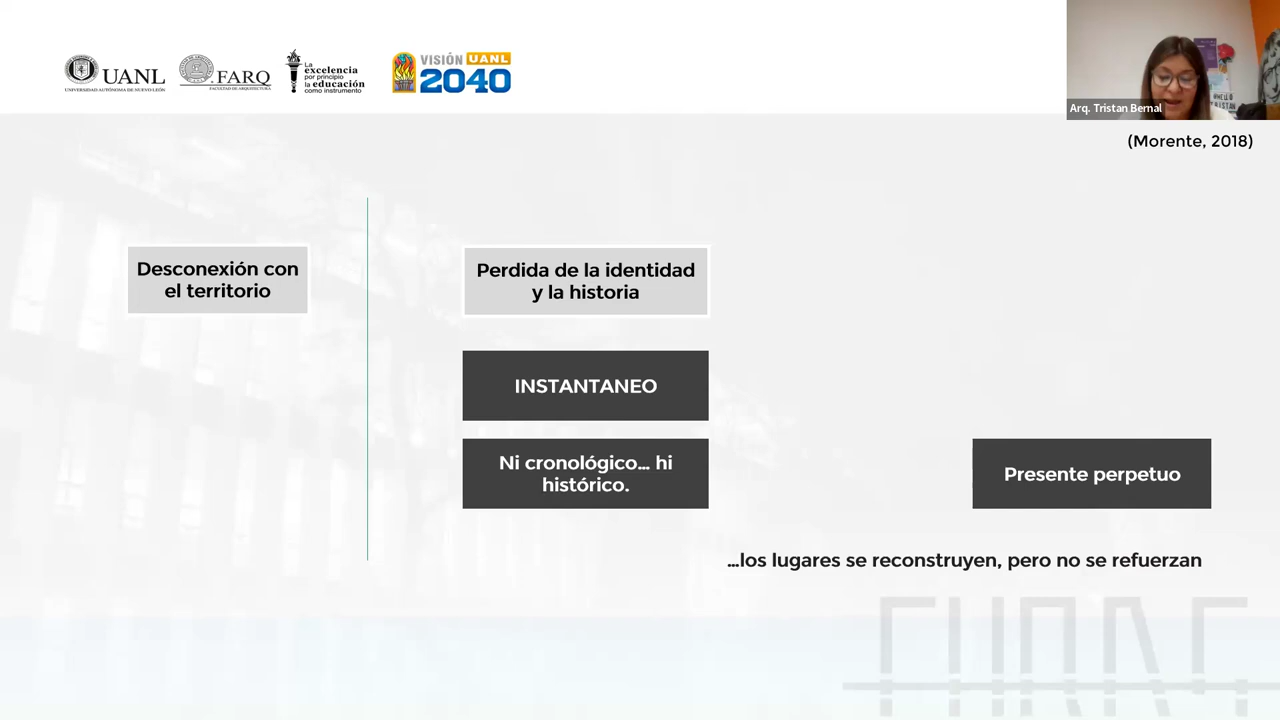 UANL
UNIVERSIDAD AUTÓNOMA DE NUEVO LEÓN
FARQ
FACULTAD DE ARQUITECTURA
La
excelencia
por principio
la educación
como instrumento
VISIÓN UANL
2040
Arq. Tristan Bernal
(Morente, 2018)
Desconexión con
el territorio
Perdida de la identidad
y la historia
INSTANTANEO
Ni cronológico... hi
histórico.
Presente perpetuo
...los lugares se reconstruyen, pero no se refuerzan